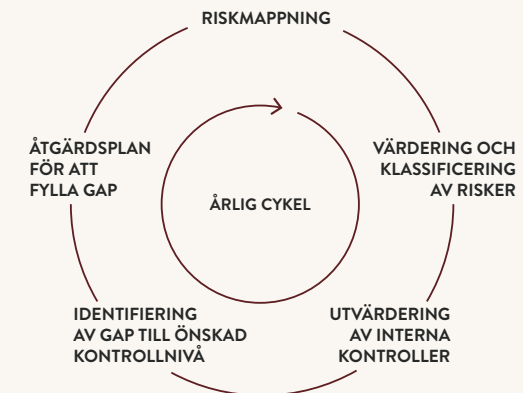 RISKMAPPNING
VÄRDERING OCH
KLASSIFICERING
AV RISKER
UTVÄRDERING
AV INTERNA
KONTROLLER
IDENTIFIERING
AV GAP TILL ÖNSKAD
KONTROLLNIVÅ
ÅTGÄRDSPLAN
FÖR ATT
FYLLA GAP
ÅRLIG CYKEL